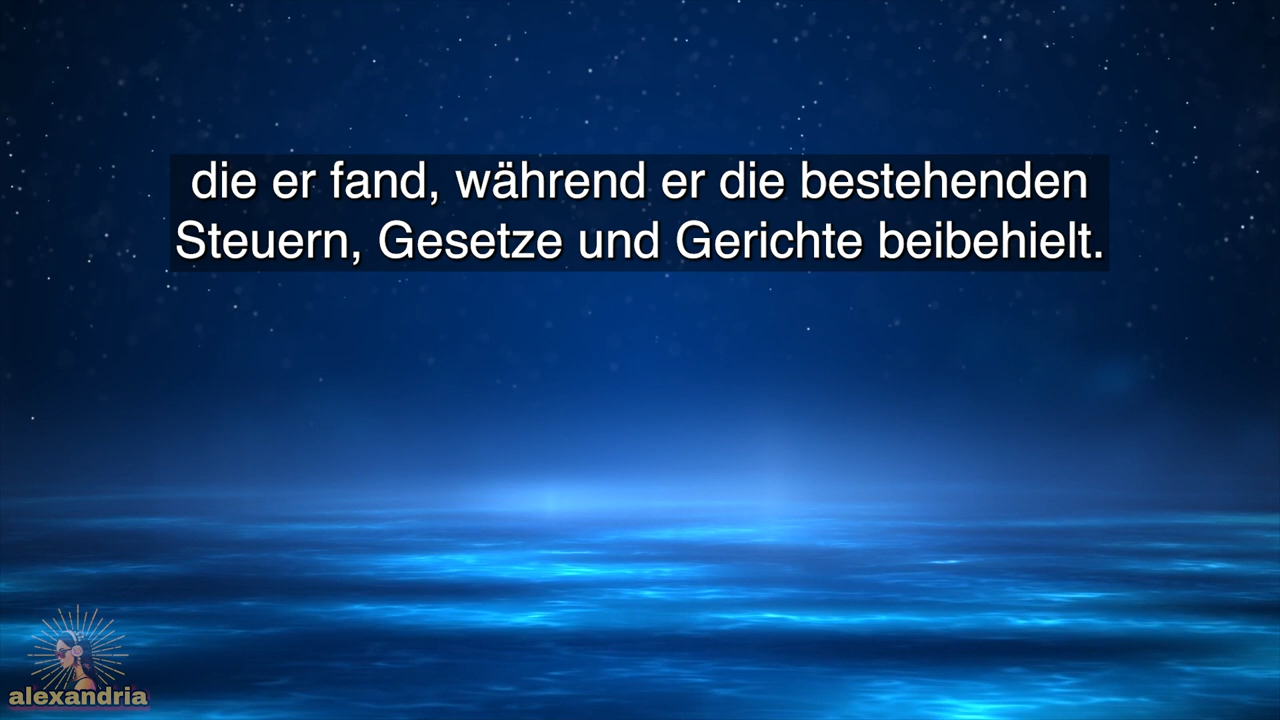 die er fand, während er die bestehenden
Steuern, Gesetze und Gerichte beibehielt.
alexandria